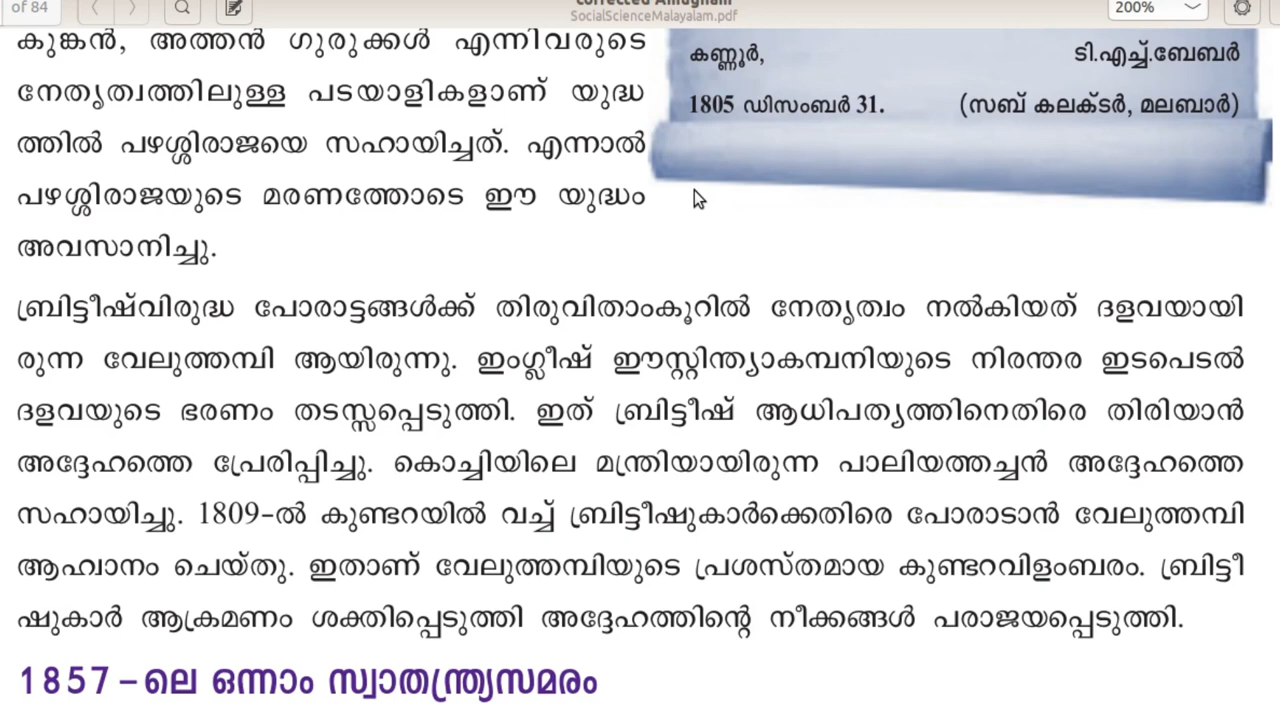 of 84
SocialScienceMalayalam.pdf
200%
കുങ്കൻ, അത്തൻ ഗുരുക്കൾ എന്നിവരുടെ
നേതൃത്വത്തിലുള്ള പടയാളികളാണ് യുദ്ധ
ത്തിൽ പഴശ്ശിരാജയെ സഹായിച്ചത്. എന്നാൽ
പഴശ്ശിരാജയുടെ മരണത്തോടെ ഈ യുദ്ധം
അവസാനിച്ചു.
കണ്ണൂർ, ടി.എച്ച്.ബേബർ
1805 ഡിസംബർ 31. (സബ് കലക്ടർ, മലബാർ)
ബ്രിട്ടീഷ്‌വിരുദ്ധ പോരാട്ടങ്ങൾക്ക് തിരുവിതാംകൂറിൽ നേതൃത്വം നൽകിയത് ദളവയായി
രുന്ന വേലുത്തമ്പി ആയിരുന്നു. ഇംഗ്ലീഷ് ഈസ്റ്റിന്ത്യാകമ്പനിയുടെ നിരന്തര ഇടപെടൽ
ദളവയുടെ ഭരണം തടസ്സപ്പെടുത്തി. ഇത് ബ്രിട്ടീഷ് ആധിപത്യത്തിനെതിരെ തിരിയാൻ
അദ്ദേഹത്തെ പ്രേരിപ്പിച്ചു. കൊച്ചിയിലെ മന്ത്രിയായിരുന്ന പാലിയത്തച്ചൻ അദ്ദേഹത്തെ
സഹായിച്ചു. 1809-ൽ കുണ്ടറയിൽ വച്ച് ബ്രിട്ടീഷുകാർക്കെതിരെ പോരാടാൻ വേലുത്തമ്പി
ആഹ്വാനം ചെയ്തു. ഇതാണ് വേലുത്തമ്പിയുടെ പ്രശസ്തമായ കുണ്ടറവിളംബരം. ബ്രിട്ടീ
ഷുകാർ ആക്രമണം ശക്തിപ്പെടുത്തി അദ്ദേഹത്തിന്റെ നീക്കങ്ങൾ പരാജയപ്പെടുത്തി.
1857-ലെ ഒന്നാം സ്വാതന്ത്ര്യസമരം